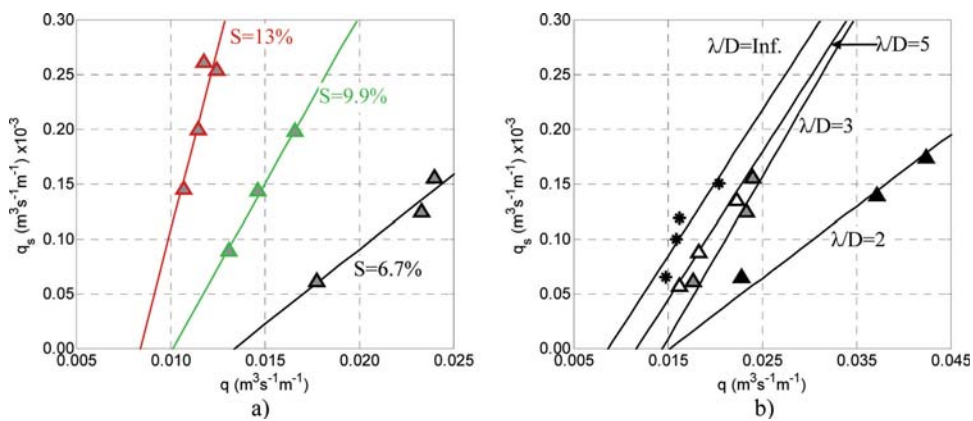 0.30
0.25
0.20
0.15
0.10
0.05
0.00
qs (m³s⁻¹m⁻¹) x10⁻³
S=13%
S=9.9%
S=6.7%
0.005 0.010 0.015 0.020 0.025
q (m³s⁻¹m⁻¹)
a)
0.30
0.25
0.20
0.15
0.10
0.05
0.00
qs (m³s⁻¹m⁻¹) x10⁻³
λ/D=Inf.
λ/D=5
λ/D=3
λ/D=2
0.005 0.015 0.025 0.035 0.045
q (m³s⁻¹m⁻¹)
b)